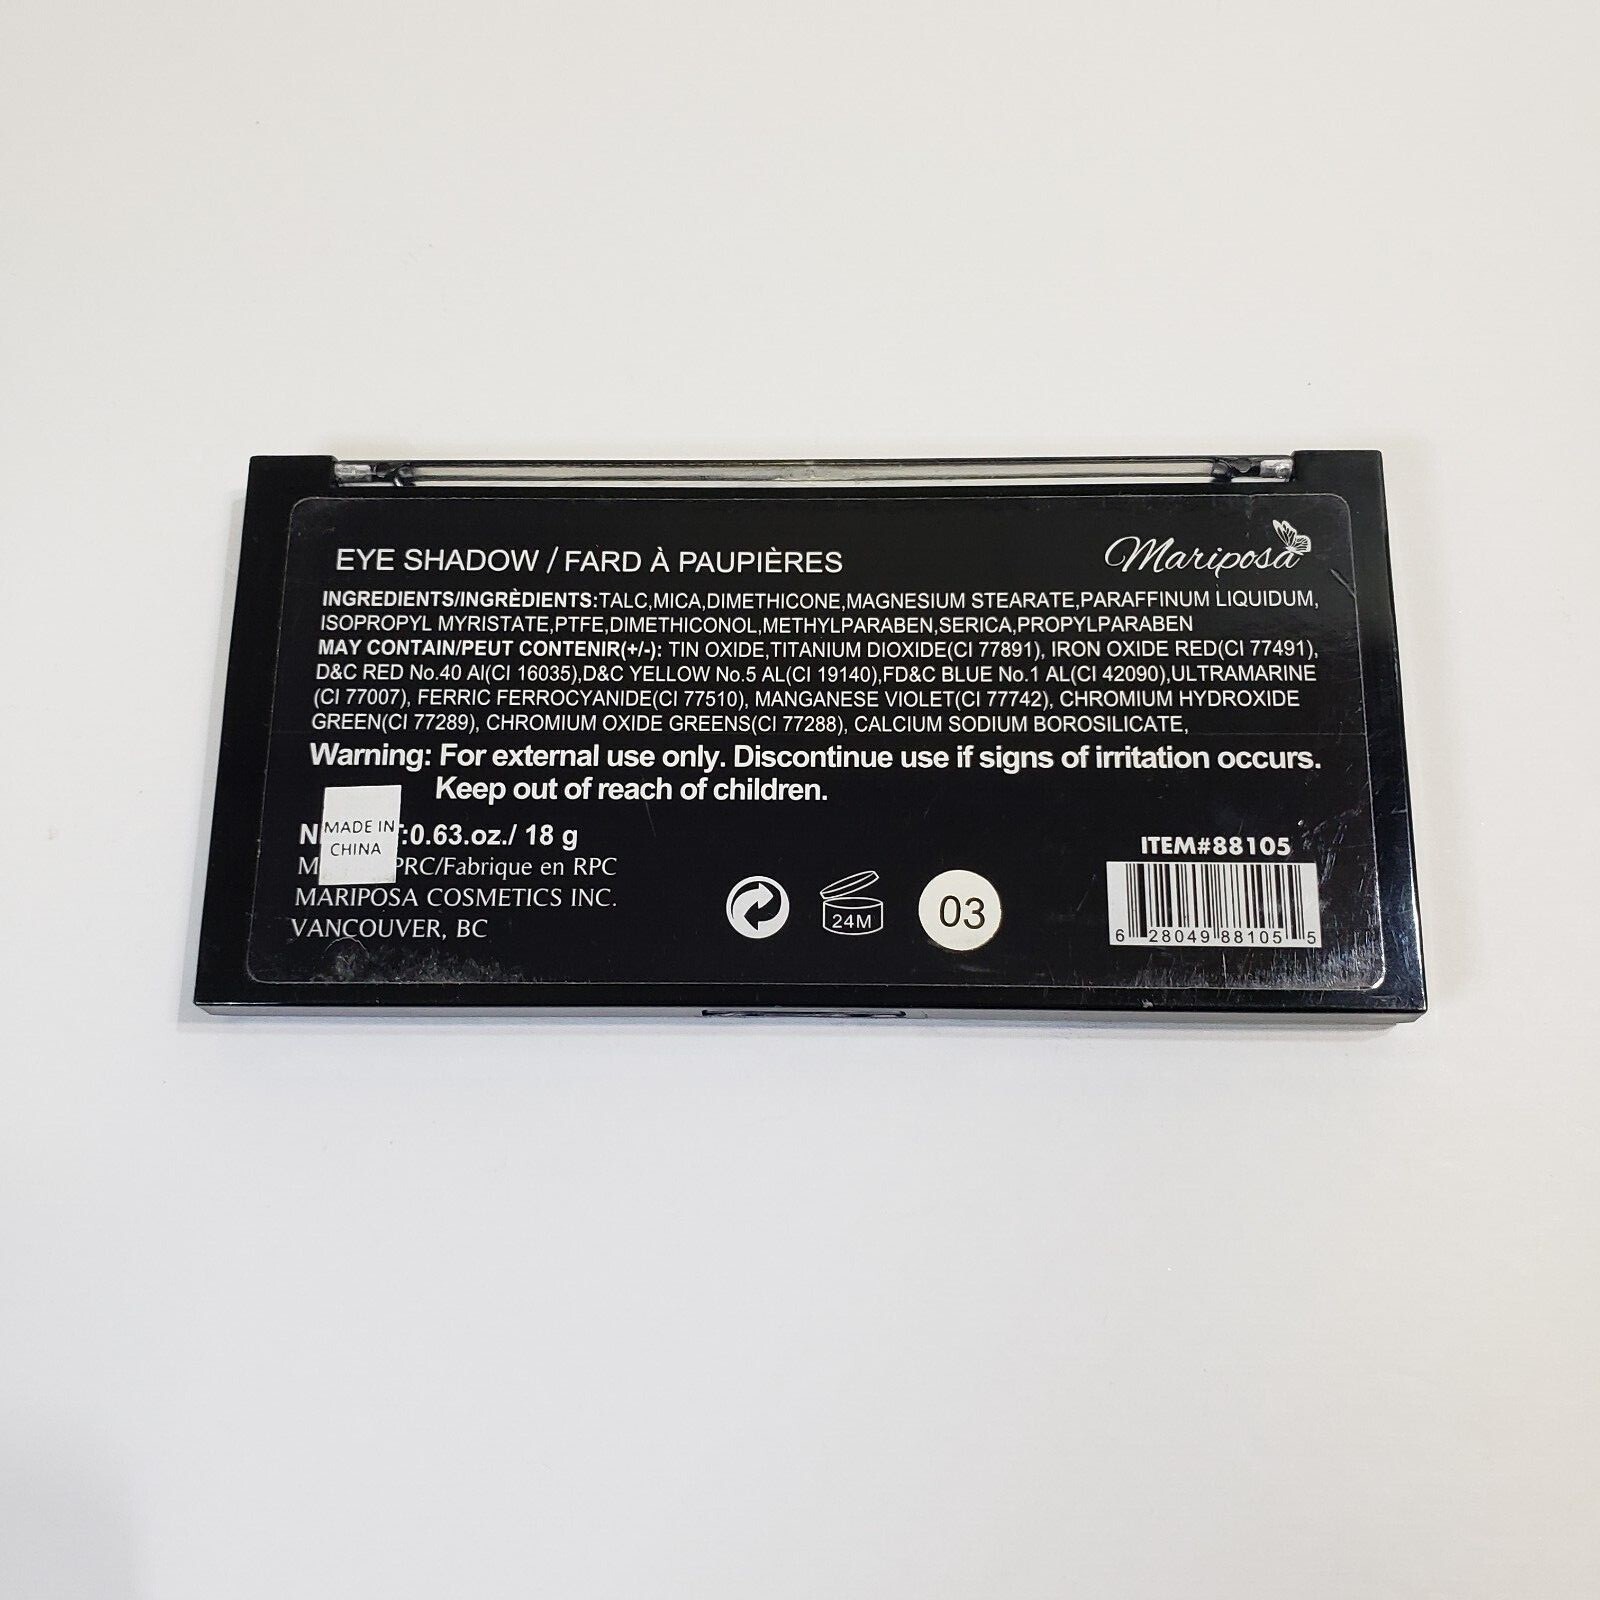 EYE SHADOW / FARD À PAUPIÈRES
Mariposa
INGREDIENTS/INGRÈDIENTS:TALC,MICA,DIMETHICONE,MAGNESIUM STEARATE,PARAFFINUM LIQUIDUM,
ISOPROPYL MYRISTATE,PTFE,DIMETHICONOL,METHYLPARABEN,SERICA,PROPYLPARABEN
MAY CONTAIN/PEUT CONTENIR(+/-): TIN OXIDE,TITANIUM DIOXIDE(CI 77891), IRON OXIDE RED(CI 77491),
D&C RED No.40 Al(CI 16035),D&C YELLOW No.5 AL(CI 19140),FD&C BLUE No.1 AL(CI 42090),ULTRAMARINE
(CI 77007), FERRIC FERROCYANIDE(CI 77510), MANGANESE VIOLET(CI 77742), CHROMIUM HYDROXIDE
GREEN(CI 77289), CHROMIUM OXIDE GREENS(CI 77288), CALCIUM SODIUM BOROSILICATE,
Warning: For external use only. Discontinue use if signs of irritation occurs.
Keep out of reach of children.
MADE IN
CHINA
:0.63.oz./ 18 g
PRC/Fabrique en RPC
MARIPOSA COSMETICS INC.
VANCOUVER, BC
24M
03
ITEM#88105
6 28049 88105 5